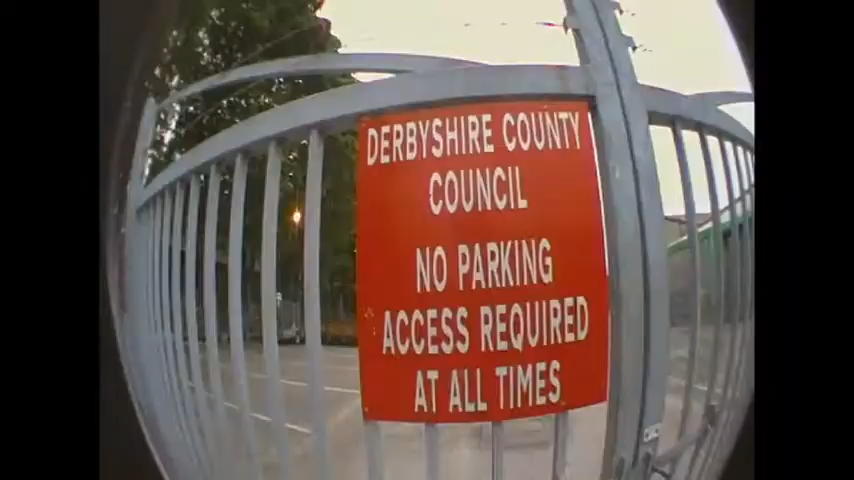 DERBYSHIRE COUNTY
COUNCIL
NO PARKING
ACCESS REQUIRED
AT ALL TIMES